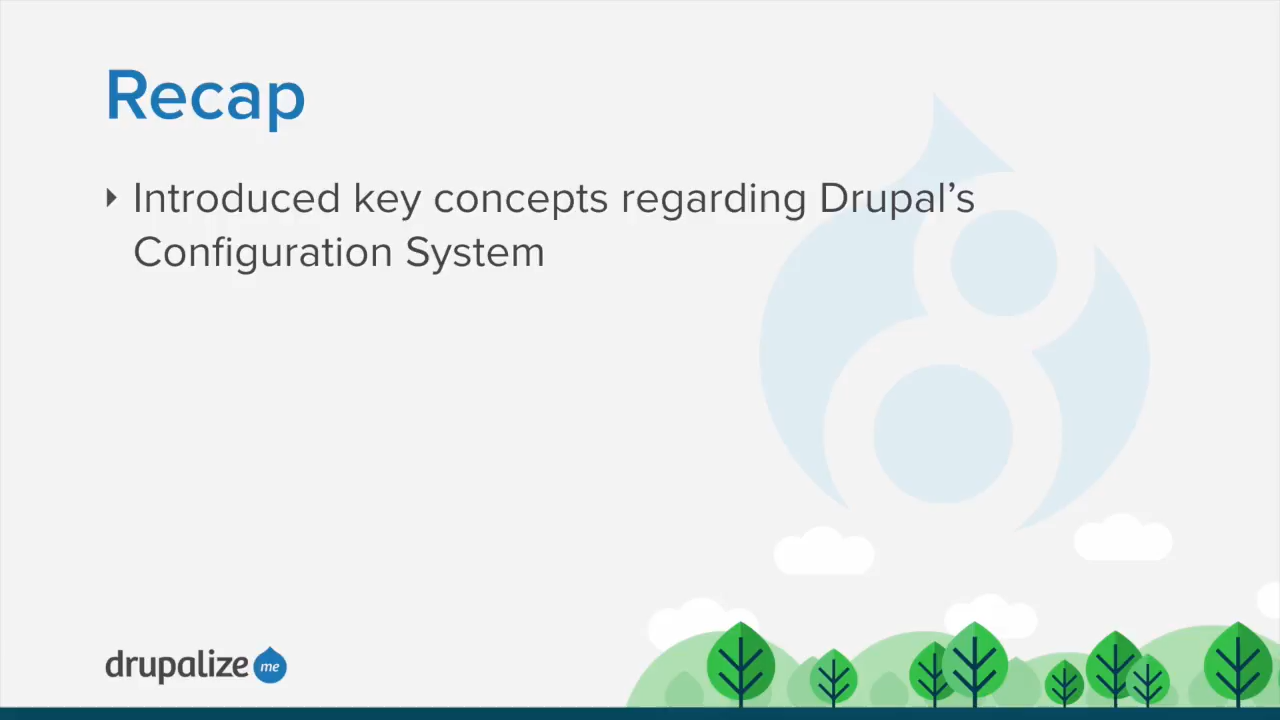 Recap
Introduced key concepts regarding Drupal’s
Configuration System
drupalize me